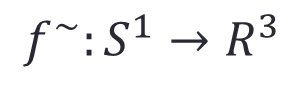 f~: S¹ → R³